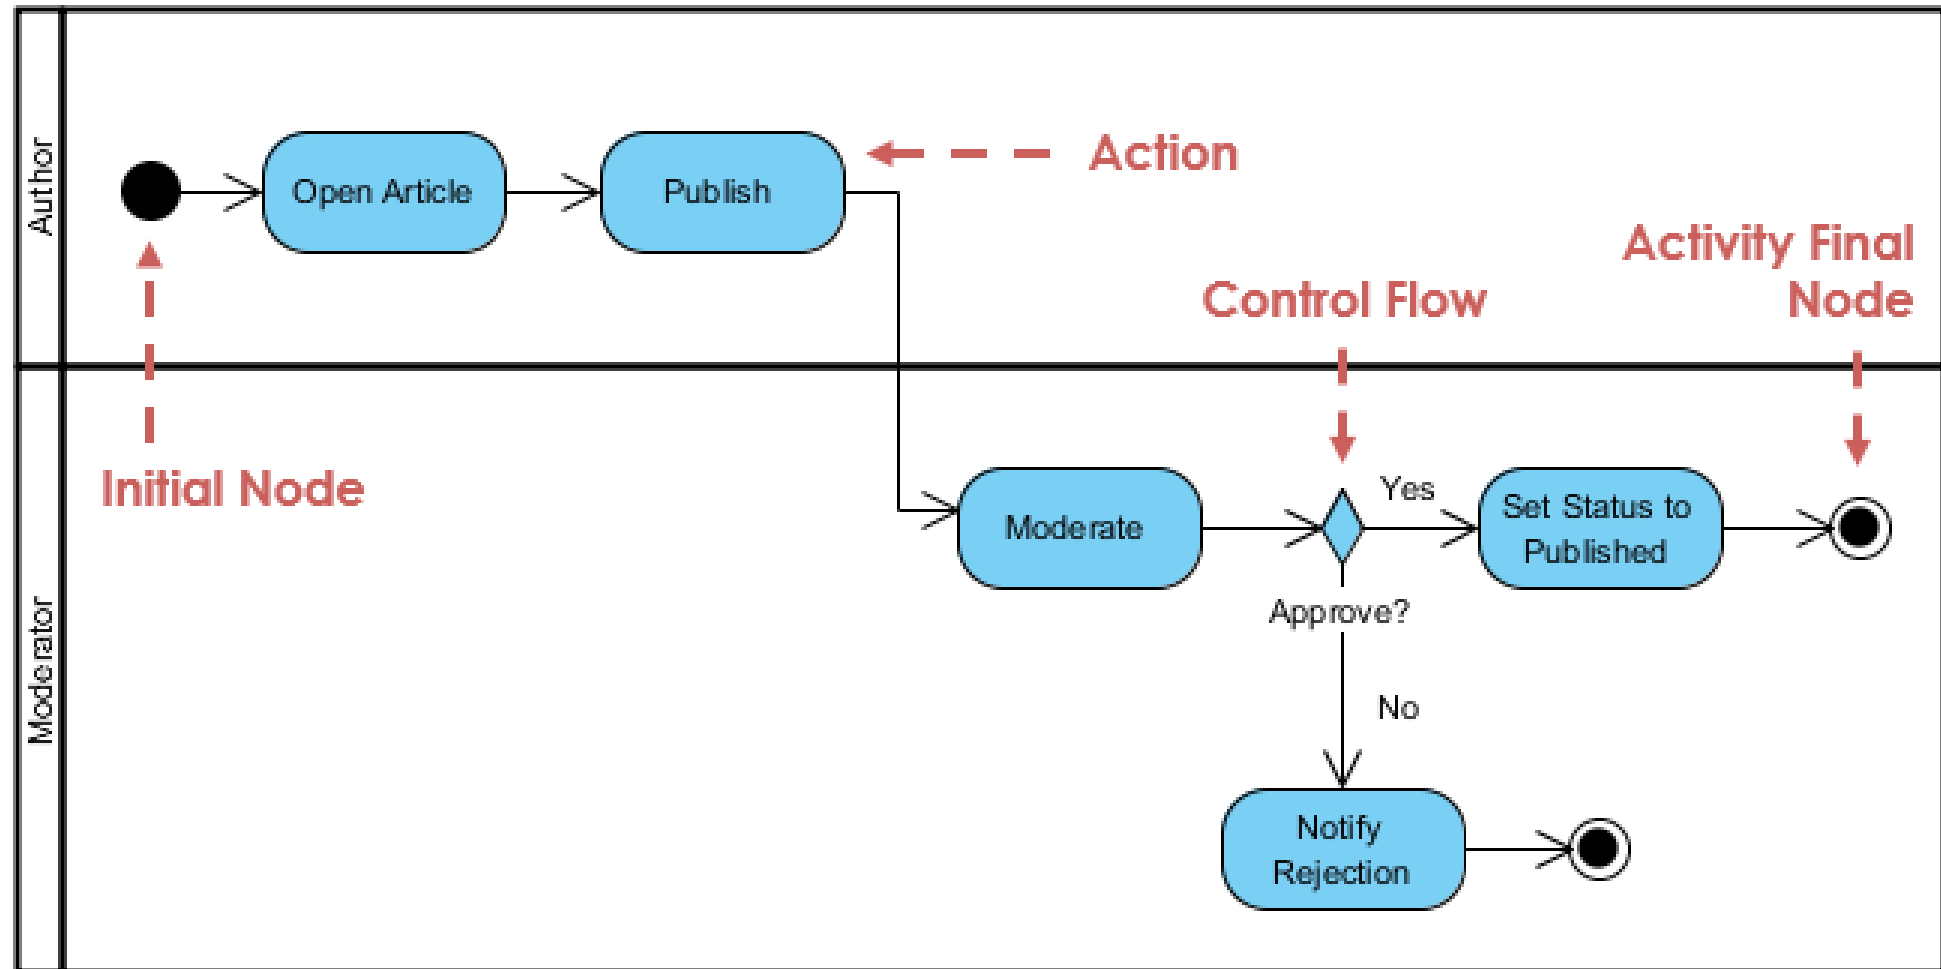 Author
Open Article
Publish
Action
Initial Node
Control Flow
Activity Final
Node
Moderator
Moderate
Yes
Set Status to
Published
Approve?
No
Notify
Rejection